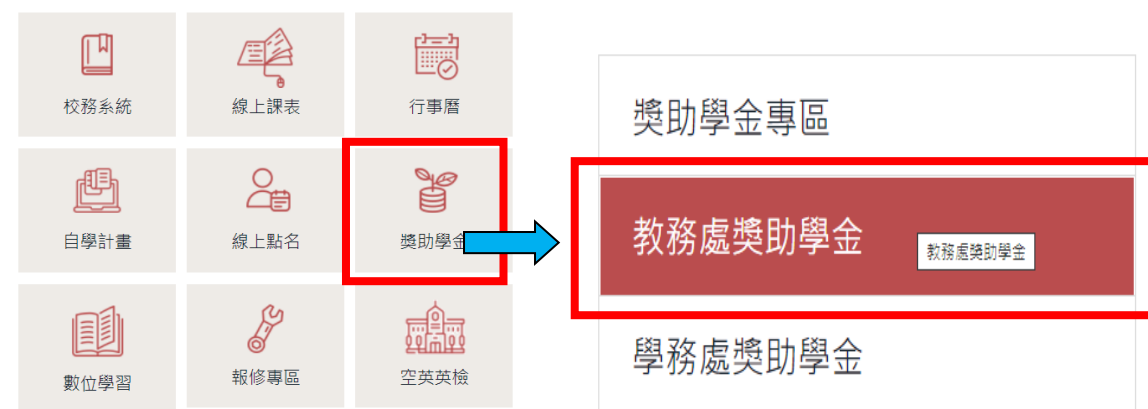 校務系統
線上課表
行事曆
自學計畫
線上點名
獎助學金
數位學習
報修專區
空英英檢
獎助學金專區
教務處獎助學金
教務處獎助學金
學務處獎助學金